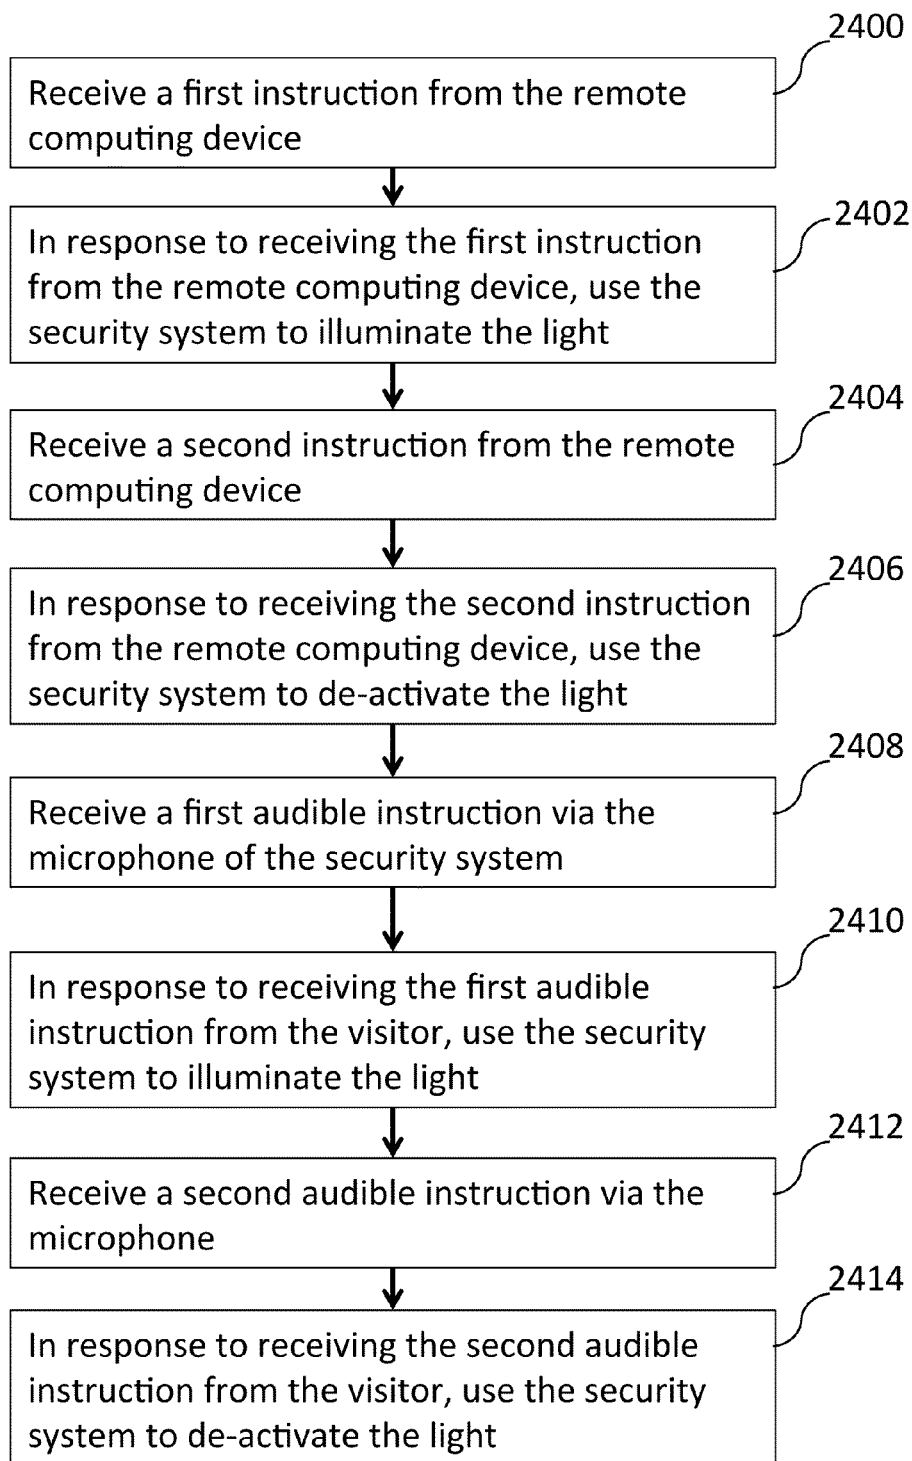 2400
Receive a first instruction from the remote
computing device
2402
In response to receiving the first instruction
from the remote computing device, use the
security system to illuminate the light
2404
Receive a second instruction from the remote
computing device
2406
In response to receiving the second instruction
from the remote computing device, use the
security system to de-activate the light
2408
Receive a first audible instruction via the
microphone of the security system
2410
In response to receiving the first audible
instruction from the visitor, use the security
system to illuminate the light
2412
Receive a second audible instruction via the
microphone
2414
In response to receiving the second audible
instruction from the visitor, use the security
system to de-activate the light